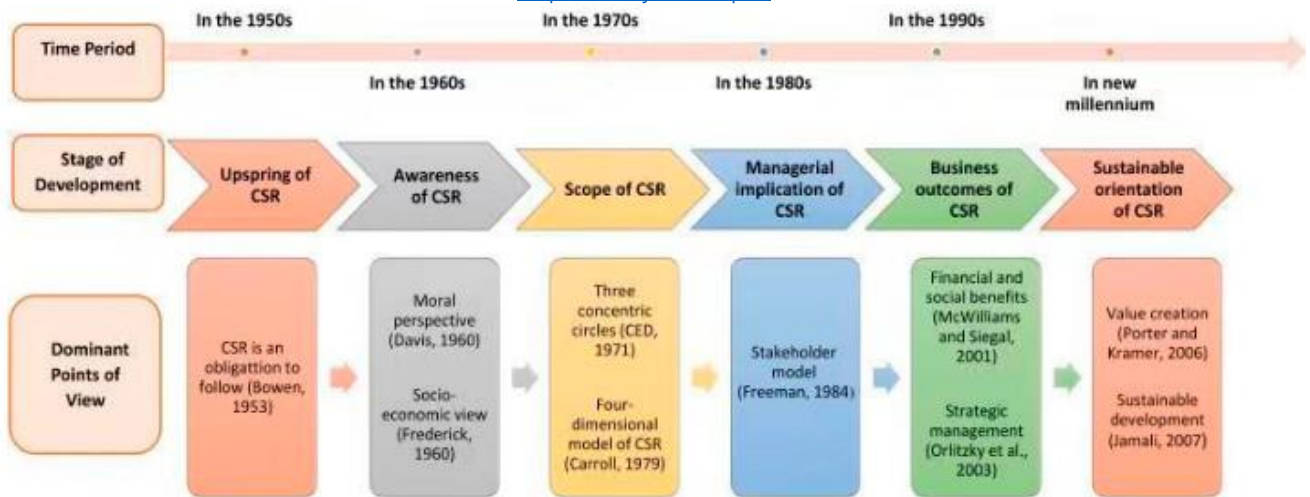 In the 1950s
In the 1970s
In the 1990s
Time Period
In the 1960s
In the 1980s
In new
millennium
Stage of
Development
Upspring of
CSR
Awareness
of CSR
Scope of CSR
Managerial
implication of
CSR
Business
outcomes of
CSR
Sustainable
orientation
of CSR
Dominant
Points of
View
CSR is an
obligattion to
follow (Bowen,
1953)
Moral
perspective
(Davis, 1960)
Socio-
economic view
(Frederick,
1960)
Three
concentric
circles (CED,
1971)
Four-
dimensional
model of CSR
(Carroll, 1979)
Stakeholder
model
(Freeman, 1984)
Financial and
social benefits
(McWilliams
and Siegal,
2001)
Strategic
management
(Orlitzky et al.,
2003)
Value creation
(Porter and
Kramer, 2006)
Sustainable
development
(Jamali, 2007)